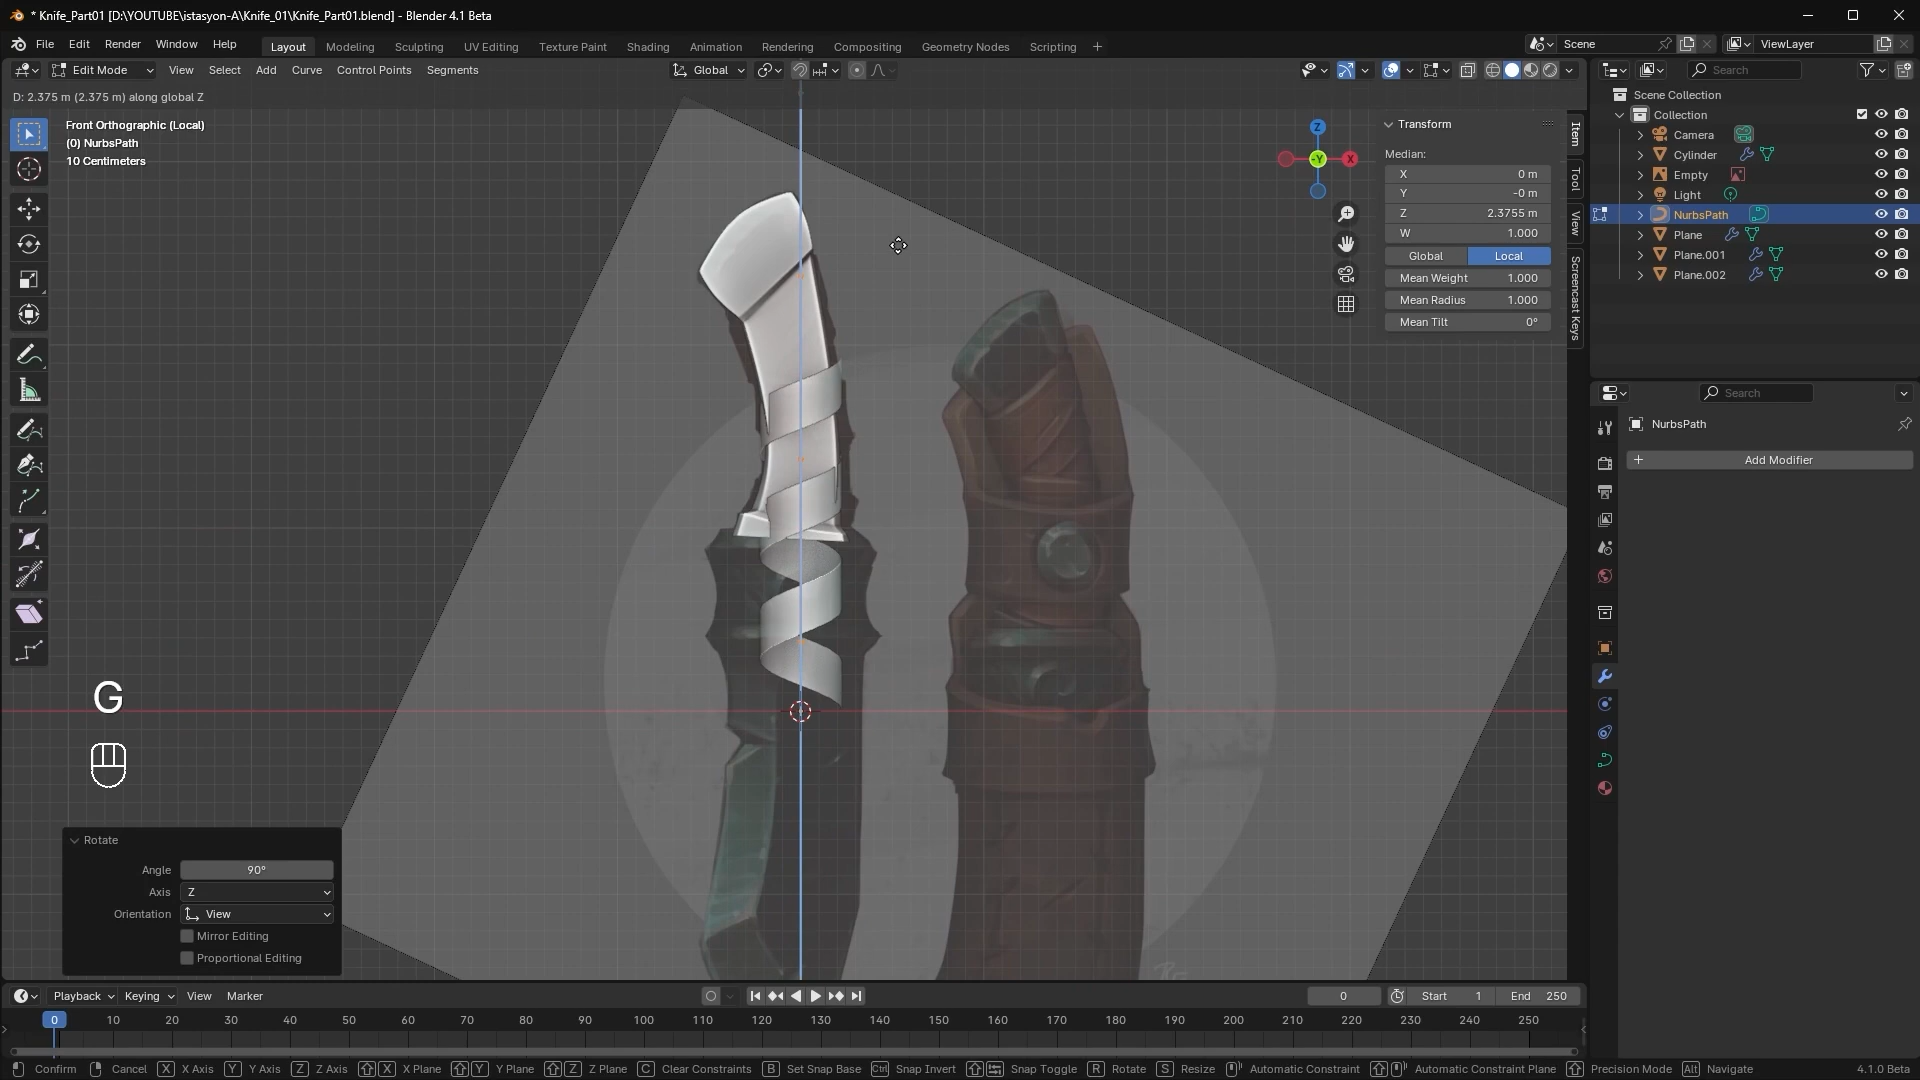 * Knife_Part01 [D:\YOUTUBE\istasyon-A\Knife_01\Knife_Part01.blend] - Blender 4.1 Beta
File Edit Render Window Help Layout Modeling Sculpting UV Editing Texture Paint Shading Animation Rendering Compositing Geometry Nodes Scripting + Scene ViewLayer
Edit Mode View Select Add Curve Control Points Segments Global Search
D: 2.375 m (2.375 m) along global Z
Front Orthographic (Local)
(0) NurbsPath
10 Centimeters
Z
-Y X
Transform
Median:
X 0 m
Y -0 m
Z 2.3755 m
W 1.000
Global Local
Mean Weight 1.000
Mean Radius 1.000
Mean Tilt 0°
Item
Tool
View
Screencast Keys
Scene Collection
Collection
Camera
Cylinder
Empty
Light
NurbsPath
Plane
Plane.001
Plane.002
Search
NurbsPath
+ Add Modifier
G
Rotate
Angle 90°
Axis Z
Orientation View
Mirror Editing
Proportional Editing
Playback Keying View Marker 0 Start 1 End 250
0 10 20 30 40 50 60 70 80 90 100 110 120 130 140 150 160 170 180 190 200 210 220 230 240 250
Confirm Cancel X X Axis Y Y Axis Z Z Axis X X Plane Y Y Plane Z Z Plane C Clear Constraints B Set Snap Base Ctrl Snap Invert Snap Toggle R Rotate S Resize Automatic Constraint Automatic Constraint Plane Precision Mode Alt Navigate 4.1.0 Beta